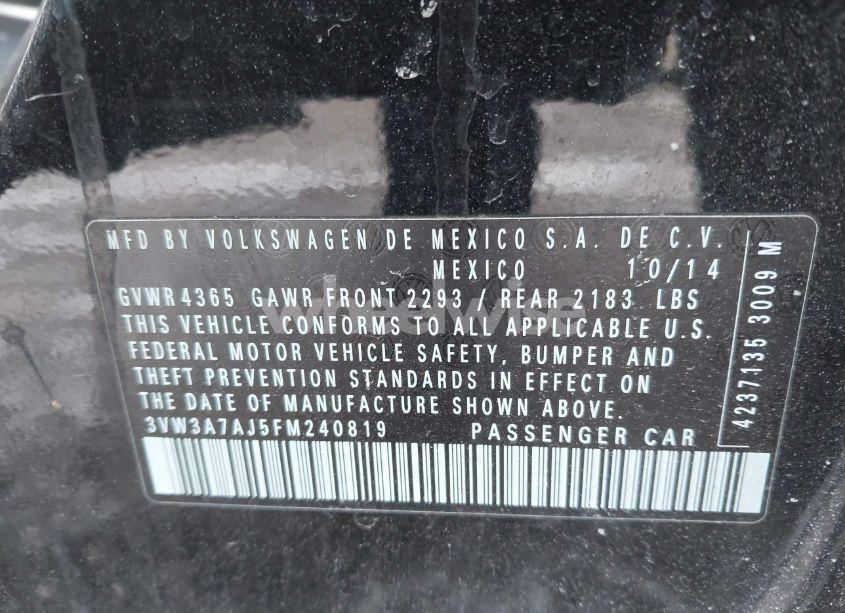 MFD BY VOLKSWAGEN DE MEXICO S.A. DE C.V.
MEXICO 10/14
GVWR 4365 GAWR FRONT 2293 / REAR 2183 LBS
THIS VEHICLE CONFORMS TO ALL APPLICABLE U.S.
FEDERAL MOTOR VEHICLE SAFETY, BUMPER AND
THEFT PREVENTION STANDARDS IN EFFECT ON
THE DATE OF MANUFACTURE SHOWN ABOVE.
3VW3A7AJ5FM240819 PASSENGER CAR
4237135 3009 M
wheelwise